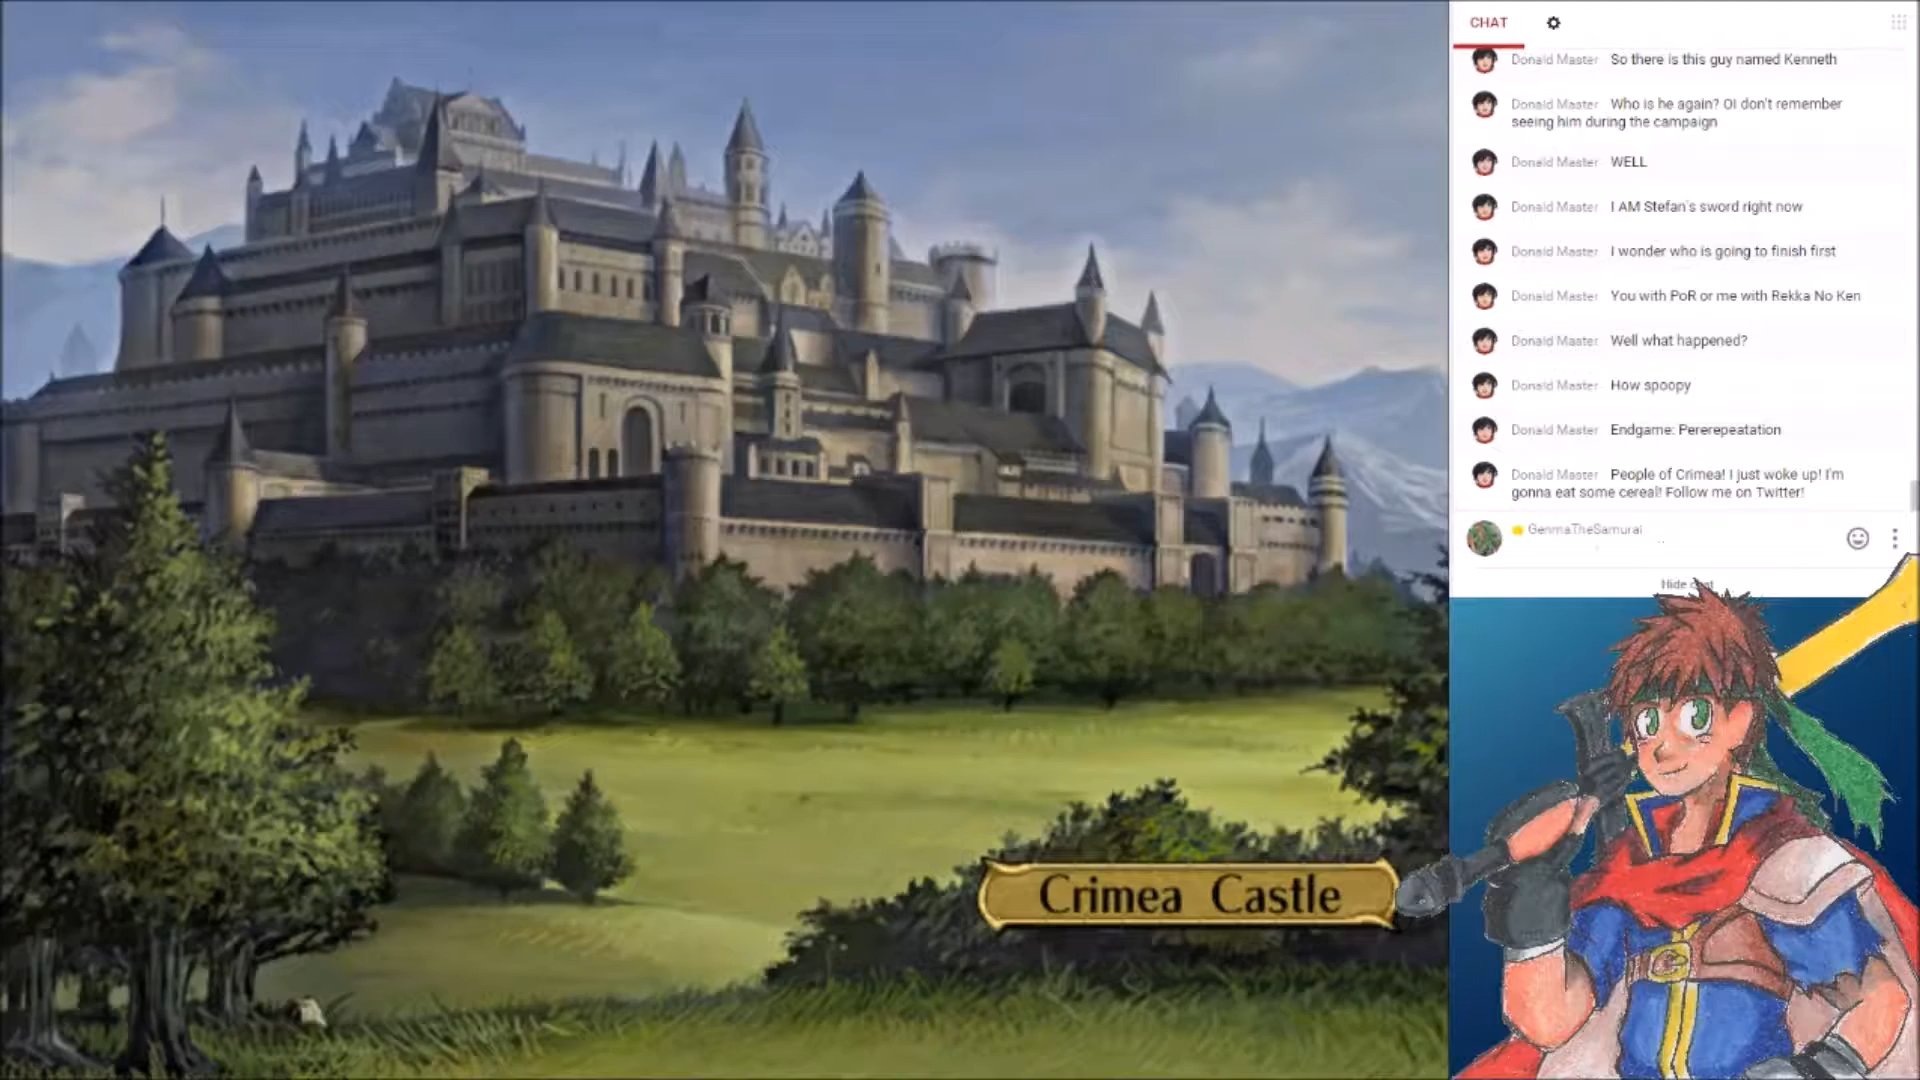 CHAT
Donald Master So there is this guy named Kenneth
Donald Master Who is he again? OI don't remember
seeing him during the campaign
Donald Master WELL
Donald Master I AM Stefan's sword right now
Donald Master I wonder who is going to finish first
Donald Master You with PoR or me with Rekka No Ken
Donald Master Well what happened?
Donald Master How spoopy
Donald Master Endgame: Pererepeatation
Donald Master People of Crimea! I just woke up! I'm
gonna eat some cereal! Follow me on Twitter!
GenmaTheSamurai
Hide chat
Crimea Castle